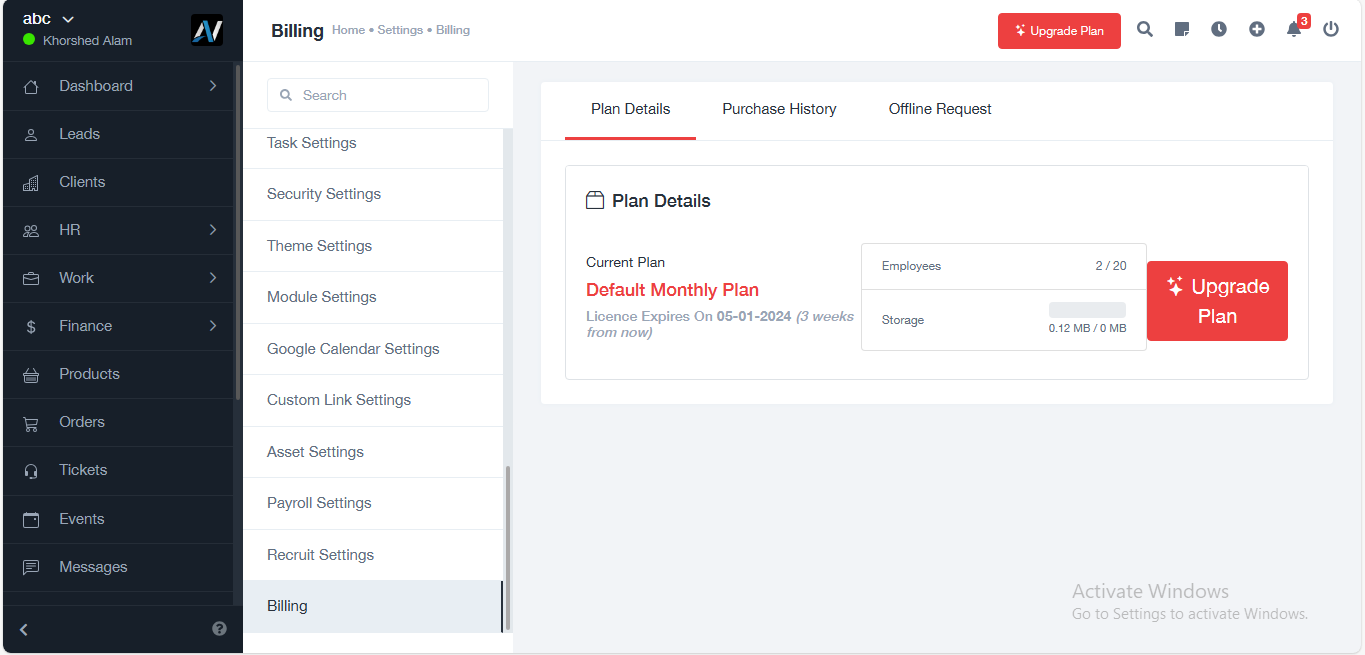 abc
Khorshed Alam
Dashboard
Leads
Clients
HR
Work
Finance
Products
Orders
Tickets
Events
Messages
Billing Home • Settings • Billing
Upgrade Plan
3
Search
Task Settings
Security Settings
Theme Settings
Module Settings
Google Calendar Settings
Custom Link Settings
Asset Settings
Payroll Settings
Recruit Settings
Billing
Plan Details Purchase History Offline Request
Plan Details
Current Plan
Default Monthly Plan
Licence Expires On 05-01-2024 (3 weeks
from now)
Employees 2 / 20
Storage
0.12 MB / 0 MB
Upgrade
Plan
Activate Windows
Go to Settings to activate Windows.